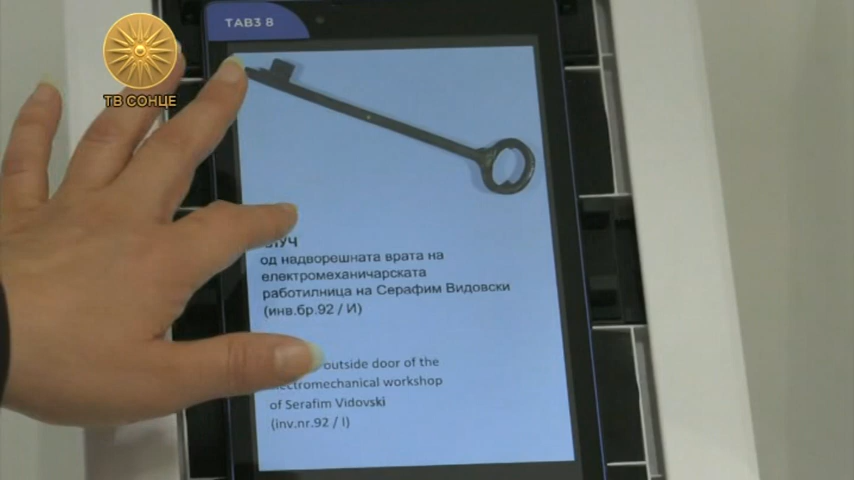 ТАВЗ 8
ТВ СОНЦЕ
од надворешната врата на
електромеханичарската
работилница на Серафим Видовски
(инв.бр.92 / И)
outside door of the
workshop
of Serafim Vidovski
(inv.nr.92 / I)